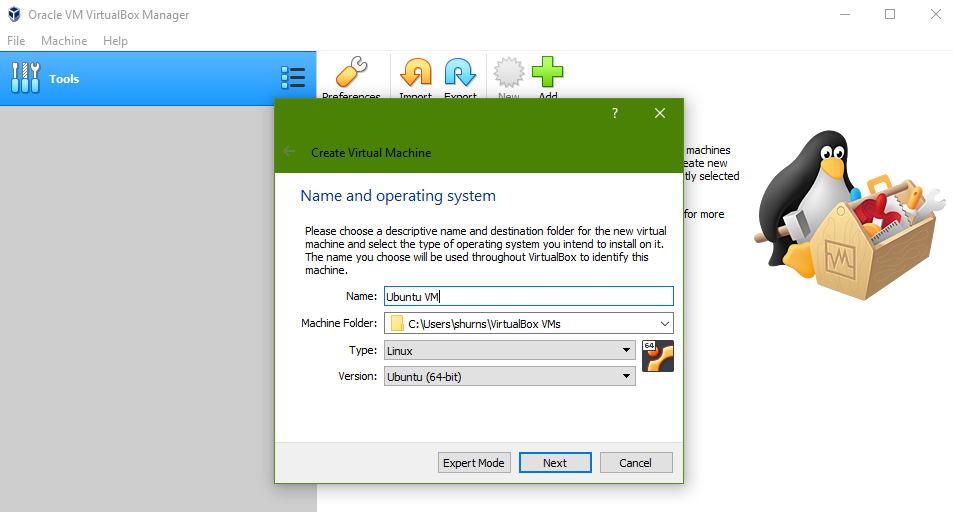 Oracle VM VirtualBox Manager
File Machine Help
Tools
Preferences Import Export New Add
machines
eate new
tly selected
for more
?
Create Virtual Machine
Name and operating system
Please choose a descriptive name and destination folder for the new virtual
machine and select the type of operating system you intend to install on it.
The name you choose will be used throughout VirtualBox to identify this
machine.
Name: Ubuntu VM
Machine Folder: C:\Users\shurns\VirtualBox VMs
Type: Linux
64
Version: Ubuntu (64-bit)
Expert Mode Next Cancel